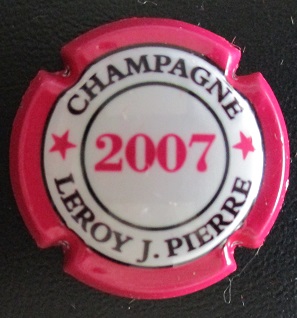 CHAMPAGNE
2007
LEROY J. PIERRE